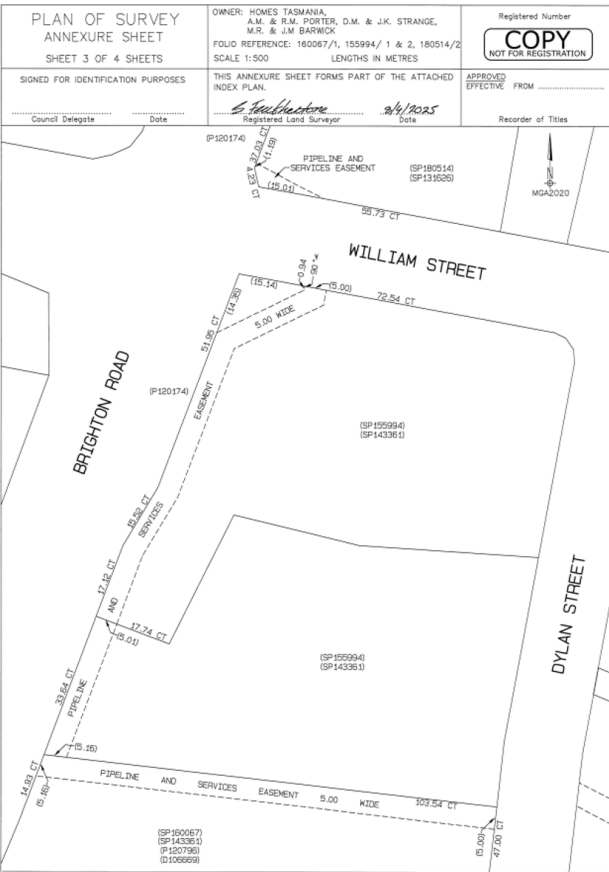 PLAN OF SURVEY
ANNEXURE SHEET
SHEET 3 OF 4 SHEETS
OWNER: HOMES TASMANIA,
A.M. & R.M. PORTER, D.M. & J.K. STRANGE,
M.R. & J.M BARWICK
FOLIO REFERENCE: 160067/1, 155994/ 1 & 2, 180514/2
SCALE 1:500 LENGTHS IN METRES
Registered Number
COPY
NOT FOR REGISTRATION
SIGNED FOR IDENTIFICATION PURPOSES
Council Delegate Date
THIS ANNEXURE SHEET FORMS PART OF THE ATTACHED
INDEX PLAN.
2/4/2025
Registered Land Surveyor Date
APPROVED
EFFECTIVE FROM
Recorder of Titles
(P120174)
37.03 CT
(1.19)
4.23 CT
PIPELINE AND
SERVICES EASEMENT
(15.01)
(SP180514)
(SP131626)
N
MGA2020
55.73 CT
WILLIAM STREET
0.94
90°
(15.14)
(5.00)
72.54 CT
(14.36)
5.00 WIDE
51.95 CT
BRIGHTON ROAD
(P120174)
EASEMENT
(SP155994)
(SP143361)
15.52 CT
SERVICES
17.12 CT
AND
17.74 CT
(5.01)
DYLAN STREET
(SP155994)
(SP143361)
33.64 CT
PIPELINE
(5.16)
14.93 CT
(5.16)
PIPELINE AND SERVICES EASEMENT 5.00 WIDE
103.54 CT
(SP160067)
(SP143361)
(P120796)
(D106669)
(5.00)
47.00 CT